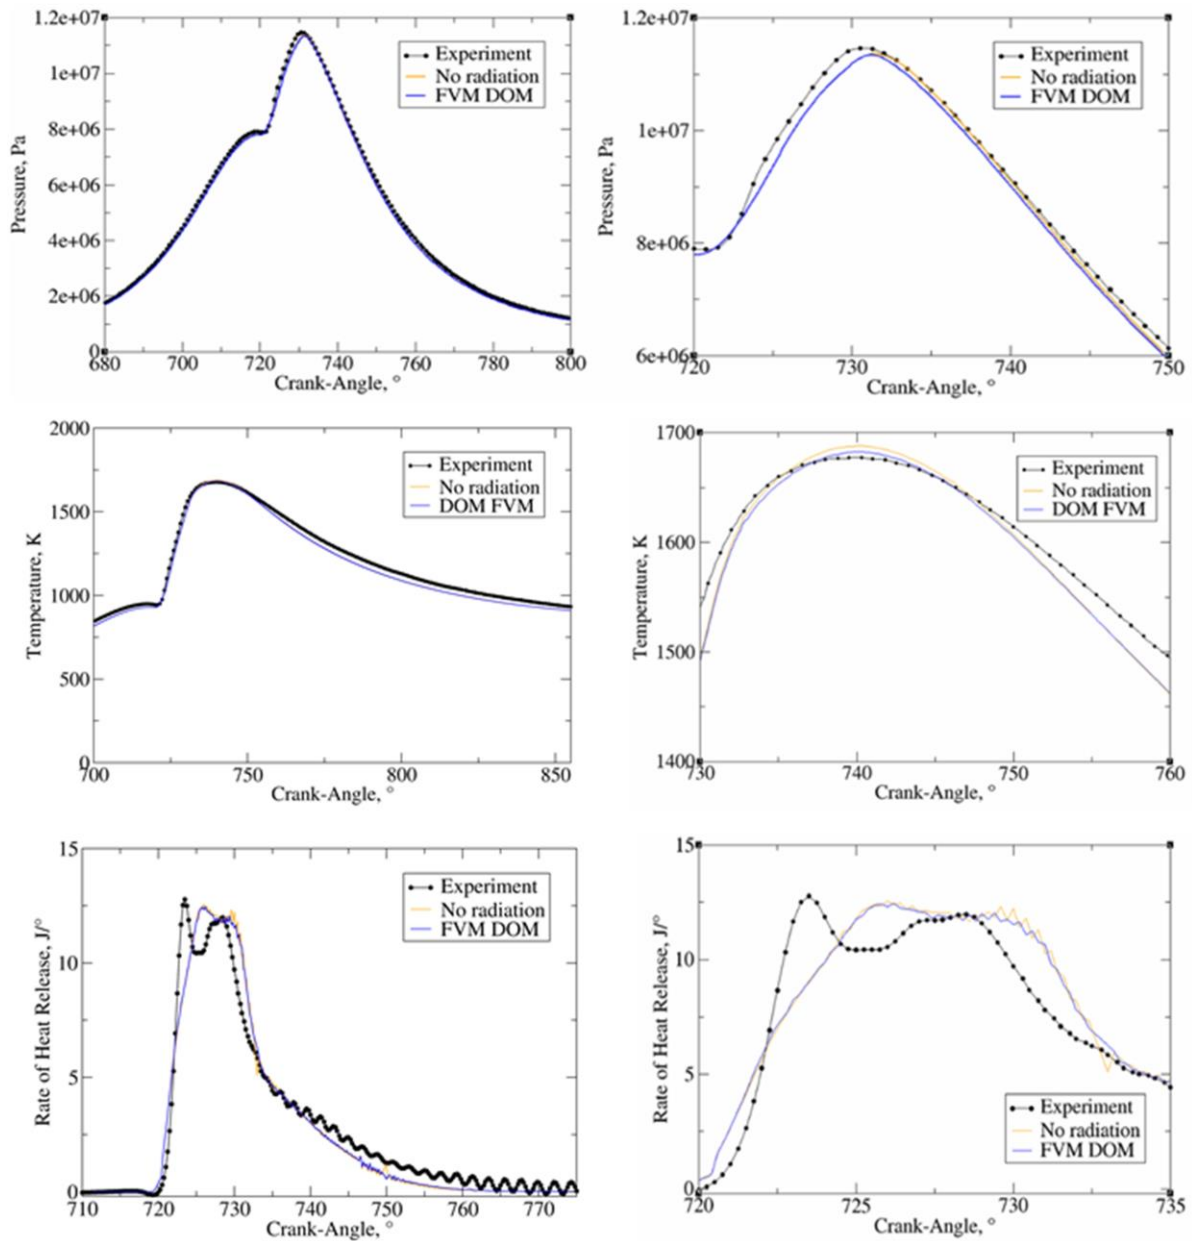 1.2e+07
1e+07
8e+06
6e+06
4e+06
2e+06
0
Pressure, Pa
Experiment
No radiation
FVM DOM
680 700 720 740 760 780 800
Crank-Angle, °
1.2e+07
1e+07
8e+06
6e+06
Pressure, Pa
Experiment
No radiation
FVM DOM
720 730 740 750
Crank-Angle, °
2000
1500
1000
500
0
Temperature, K
Experiment
No radiation
DOM FVM
700 750 800 850
Crank-Angle, °
1700
1600
1500
1400
Temperature, K
Experiment
No radiation
DOM FVM
730 740 750 760
Crank-Angle, °
15
10
5
0
Rate of Heat Release, J/°
Experiment
No radiation
FVM DOM
710 720 730 740 750 760 770
Crank-Angle, °
15
10
5
0
Rate of Heat Release, J/°
Experiment
No radiation
FVM DOM
720 725 730 735
Crank-Angle, °